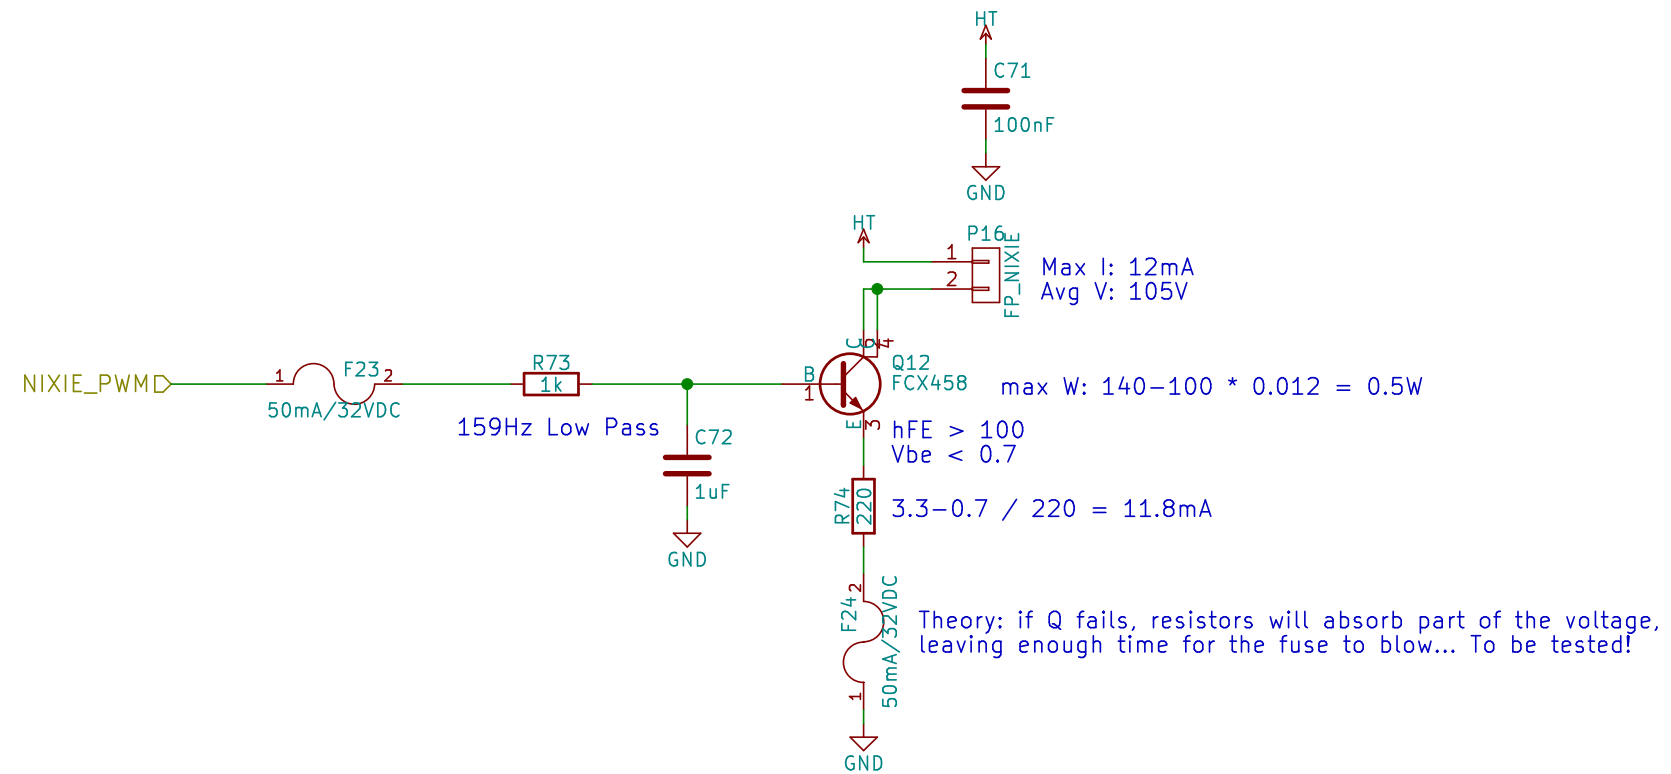 HT
C71
100nF
GND
HT
P16
FP_NIXIE
1
2
Max I: 12mA
Avg V: 105V
NIXIE_PWM
1
F23
2
50mA/32VDC
R73
1k
159Hz Low Pass
C72
1uF
GND
B
1
C
4
E
3
Q12
FCX458
max W: 140-100 * 0.012 = 0.5W
hFE > 100
Vbe < 0.7
R74
220
3.3-0.7 / 220 = 11.8mA
2
F24
50mA/32VDC
1
Theory: if Q fails, resistors will absorb part of the voltage,
leaving enough time for the fuse to blow... To be tested!
GND